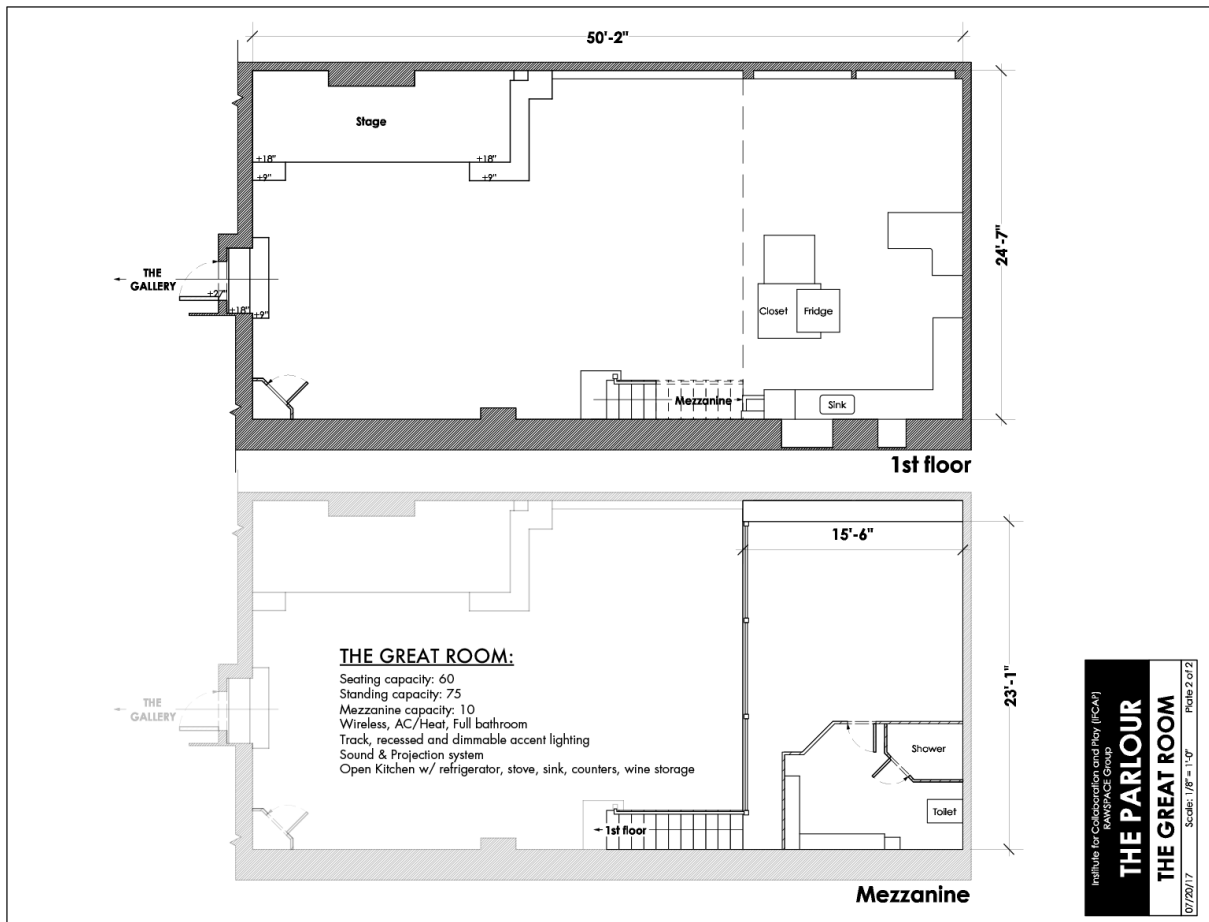 50'-2"
Stage
+18"
+18"
+9"
+9"
24'-7"
THE
GALLERY
+27"
+18"
+9"
Closet
Fridge
Mezzanine
Sink
1st floor
15'-6"
THE GREAT ROOM:
Seating capacity: 60
Standing capacity: 75
Mezzanine capacity: 10
Wireless, AC/Heat, Full bathroom
Track, recessed and dimmable accent lighting
Sound & Projection system
Open Kitchen w/ refrigerator, stove, sink, counters, wine storage
THE
GALLERY
23'-1"
Shower
Toilet
1st floor
Mezzanine
Institute for Collaboration and Play (IFCAP)
RAWSPACE Group
THE PARLOUR
THE GREAT ROOM
07/20/17 Scale: 1/8" = 1'-0" Plate 2 of 2